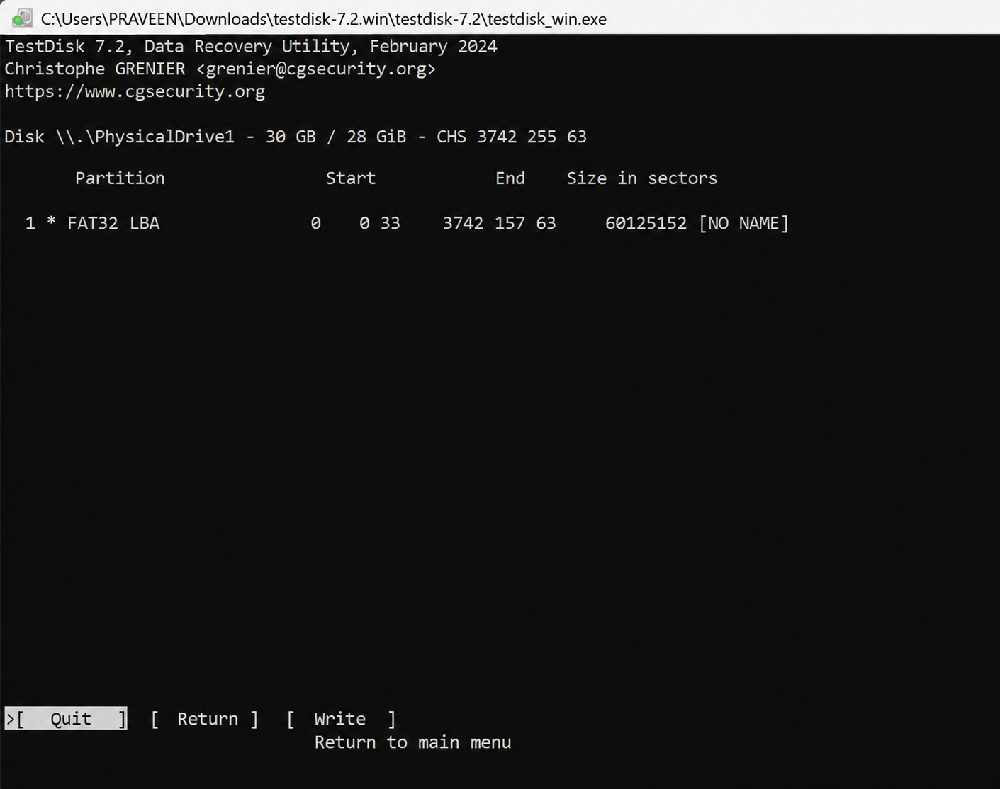 C:\Users\PRAVEEN\Downloads\testdisk-7.2.win\testdisk-7.2\testdisk_win.exe
TestDisk 7.2, Data Recovery Utility, February 2024
Christophe GRENIER <grenier@cgsecurity.org>
https://www.cgsecurity.org
Disk \\.\PhysicalDrive1 - 30 GB / 28 GiB - CHS 3742 255 63
Partition Start End Size in sectors
1 * FAT32 LBA 0 0 33 3742 157 63 60125152 [NO NAME]
>[ Quit ] [ Return ] [ Write ]
Return to main menu